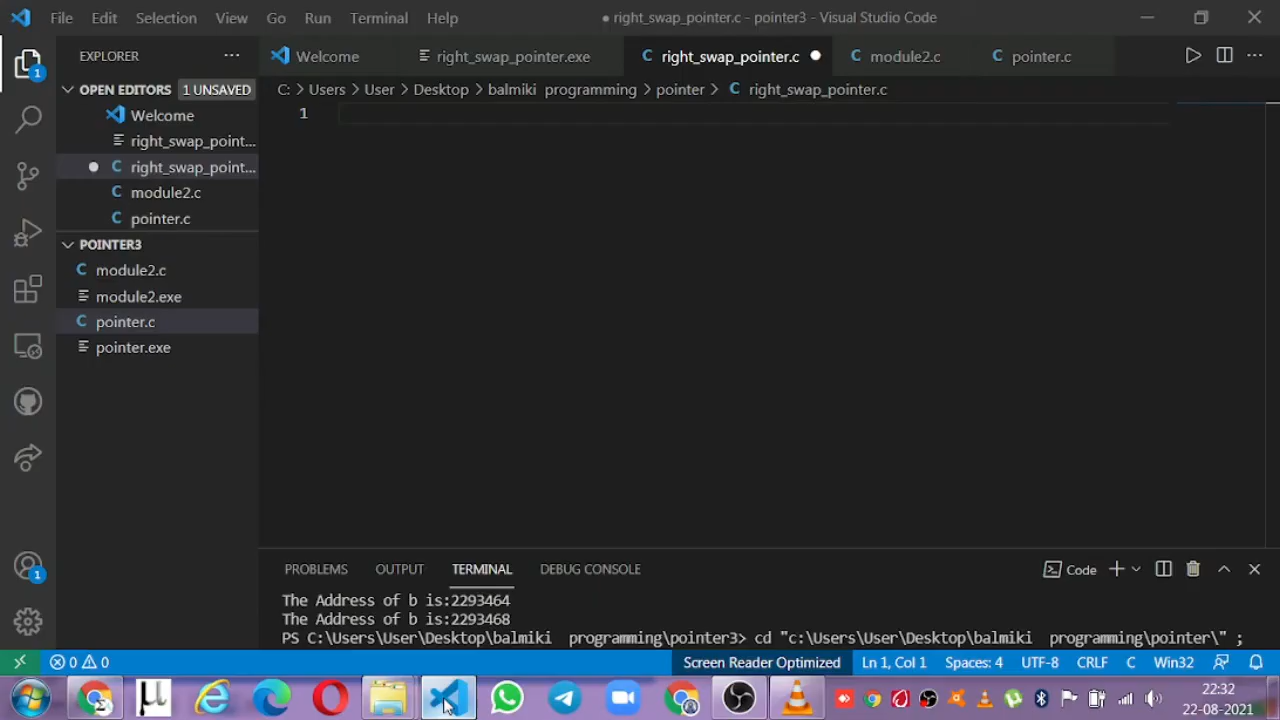 File Edit Selection View Go Run Terminal Help
● right_swap_pointer.c - pointer3 - Visual Studio Code
EXPLORER
Welcome
right_swap_pointer.exe
C right_swap_pointer.c
C module2.c
C pointer.c
OPEN EDITORS 1 UNSAVED
C: > Users > User > Desktop > balmiki programming > pointer > C right_swap_pointer.c
1
Welcome
right_swap_point...
C right_swap_point...
C module2.c
C pointer.c
POINTER3
C module2.c
module2.exe
C pointer.c
pointer.exe
1
1
PROBLEMS OUTPUT TERMINAL DEBUG CONSOLE
Code
The Address of b is:2293464
The Address of b is:2293468
PS C:\Users\User\Desktop\balmiki  programming\pointer3> cd "c:\Users\User\Desktop\balmiki  programming\pointer\" ;
0 0 Screen Reader Optimized Ln 1, Col 1 Spaces: 4 UTF-8 CRLF C Win32
22:32
22-08-2021